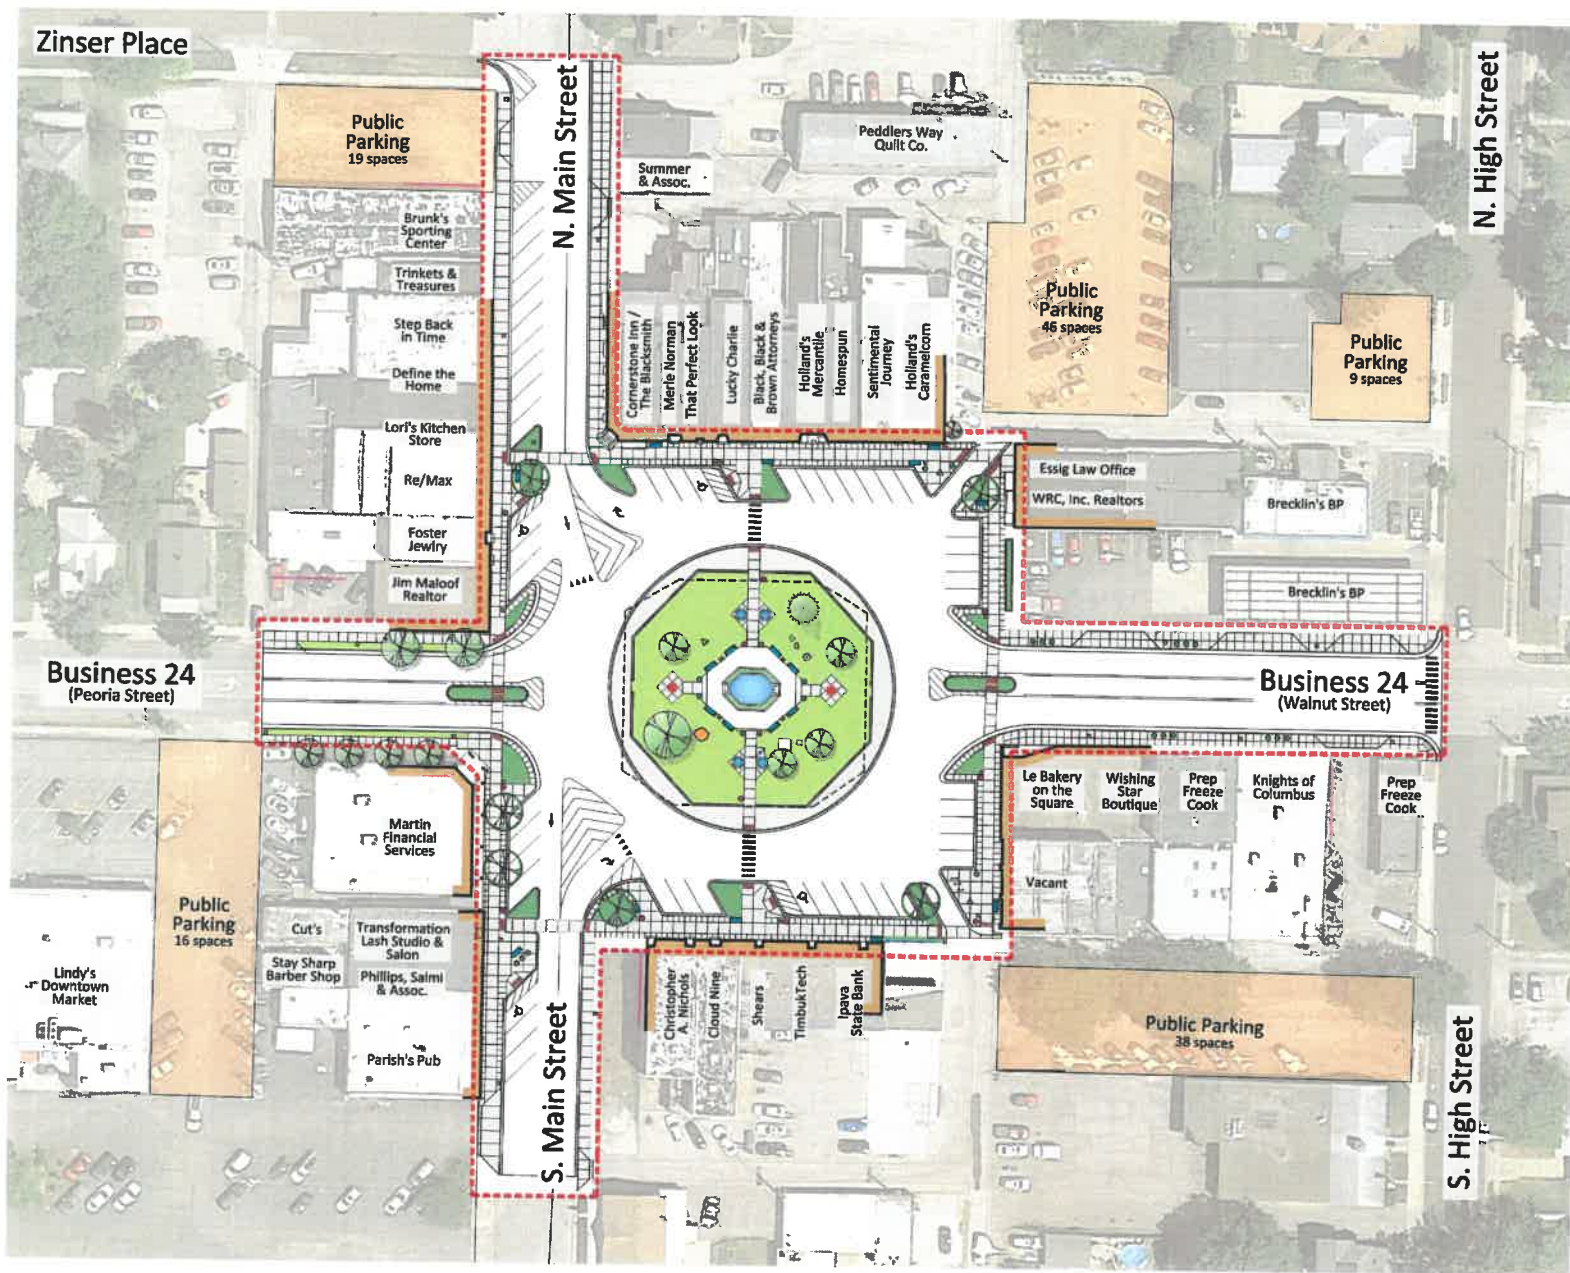 Zinser Place
Public
Parking
19 spaces
N. Main Street
Peddlers Way
Quilt Co.
N. High Street
Summer
& Assoc.
Brunk's
Sporting
Center
Trinkets &
Treasures
Step Back
in Time
Define the
Home
Lori's Kitchen
Store
Re/Max
Foster
Jewlry
Jim Maloof
Realtor
Cornerstone Inn /
The Blacksmith
Merle Norman
That Perfect Look
Lucky Charlie
Black, Black &
Brown Attorneys
Holland's
Mercantile
Homespun
Sentimental
Journey
Holland's
Caramelcorn
Public
Parking
46 spaces
Public
Parking
9 spaces
Essig Law Office
WRC, Inc. Realtors
Brecklin's BP
Brecklin's BP
Business 24
(Peoria Street)
Business 24
(Walnut Street)
Le Bakery
on the
Square
Wishing
Star
Boutique
Prep
Freeze
Cook
Knights of
Columbus
Prep
Freeze
Cook
Vacant
Martin
Financial
Services
Public
Parking
16 spaces
Cut's
Transformation
Lash Studio &
Salon
Stay Sharp
Barber Shop
Phillips, Salmi
& Assoc.
Parish's Pub
Lindy's
Downtown
Market
S. Main Street
Christopher
A. Nichols
Cloud Nine
Shears
TimbukTech
Ipava
State Bank
Public Parking
38 spaces
S. High Street